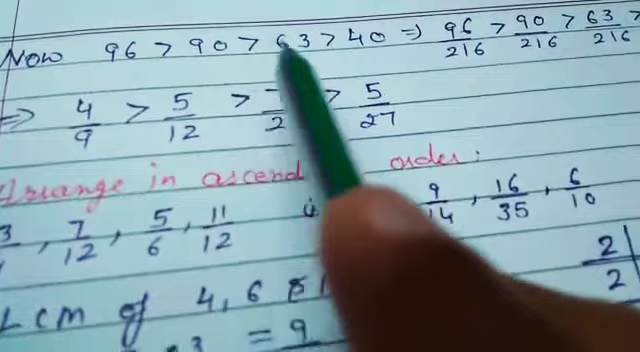 Now 96 > 90 > 63 > 40 ⇒ 96/216 > 90/216 > 63/216 >
⇒ 4/9 > 5/12 > > 5/27
Arrange in ascend order:
7/12, 5/6, 11/12 9/14, 16/35, 6/10
LCM of 4, 6
= 9
2
2